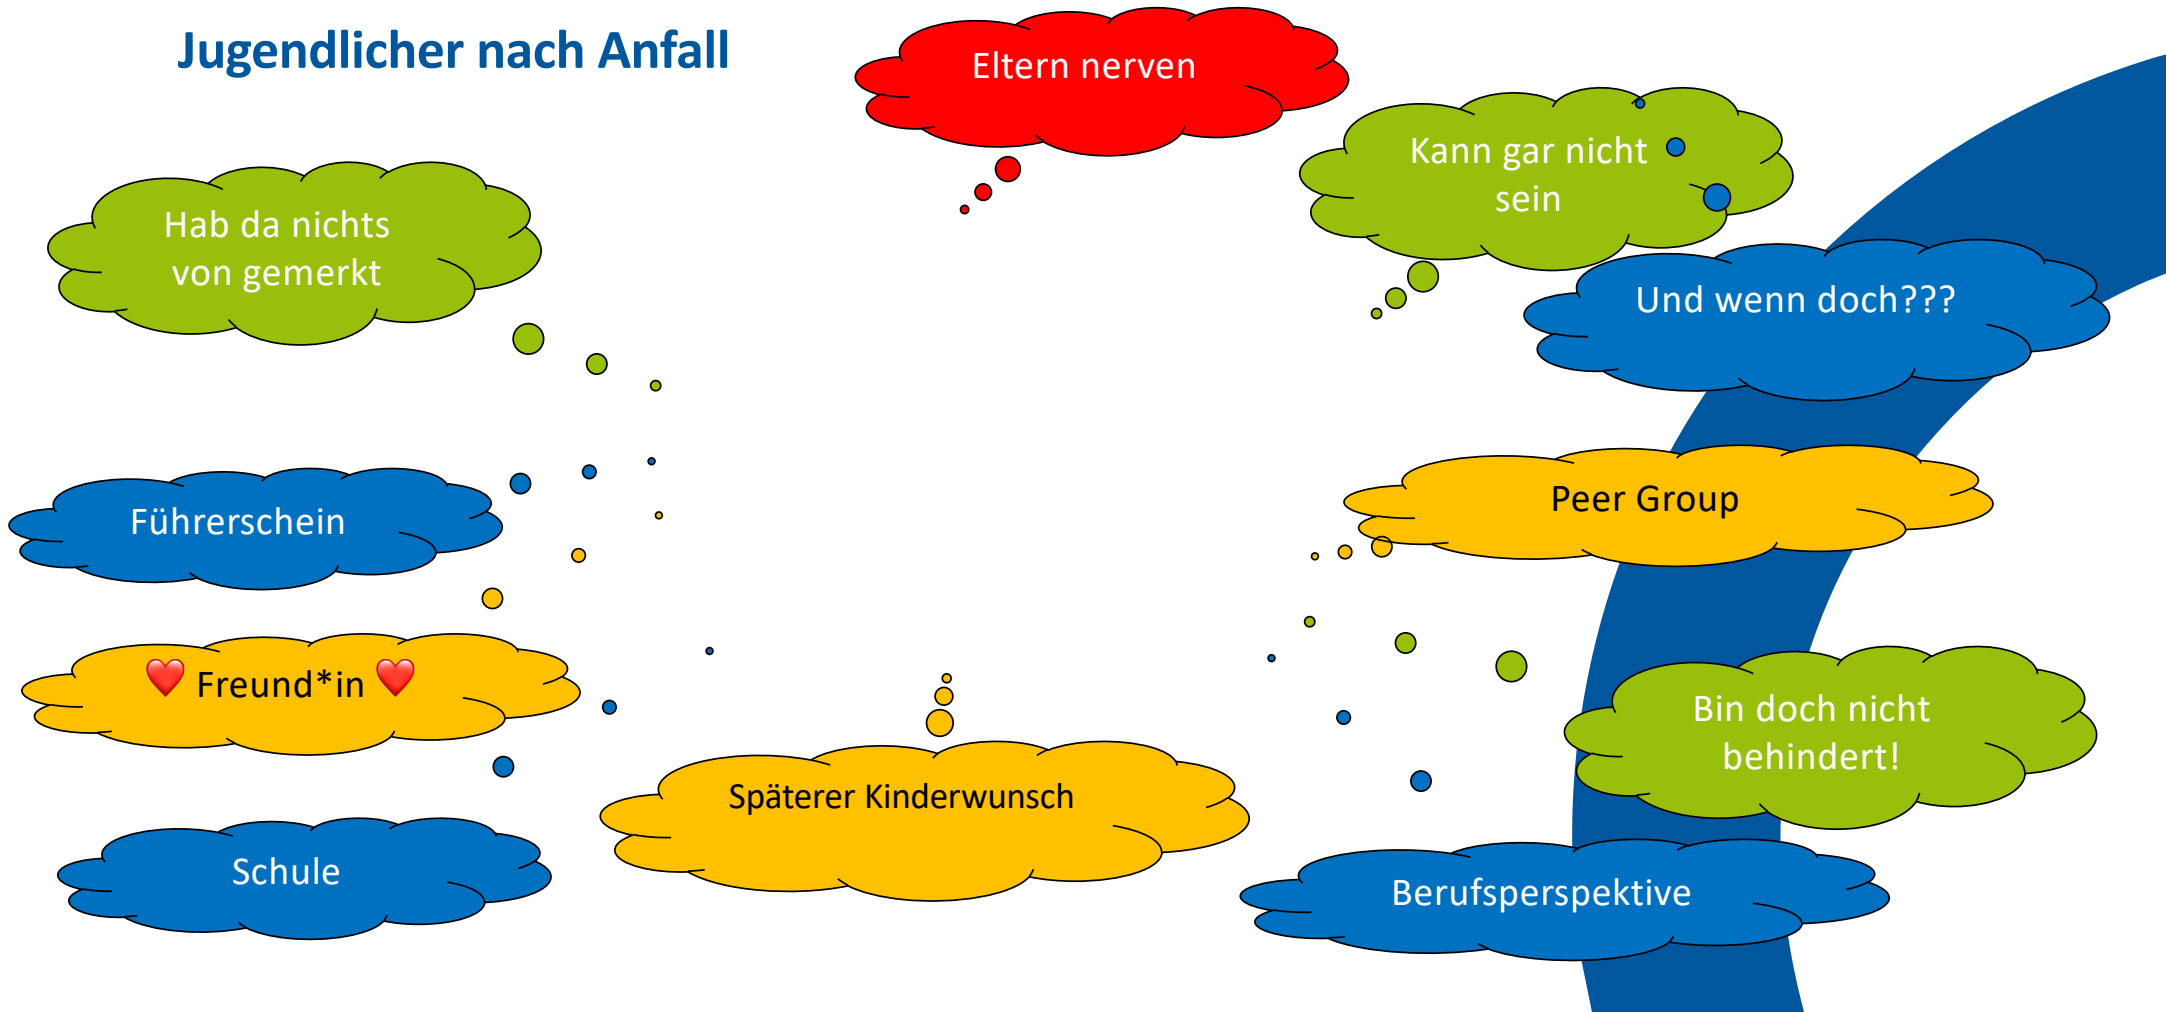 Jugendlicher nach Anfall
Eltern nerven
Kann gar nicht
sein
Hab da nichts
von gemerkt
Und wenn doch???
Führerschein
Peer Group
❤️ Freund*in ❤️
Bin doch nicht
behindert!
Späterer Kinderwunsch
Schule
Berufsperspektive